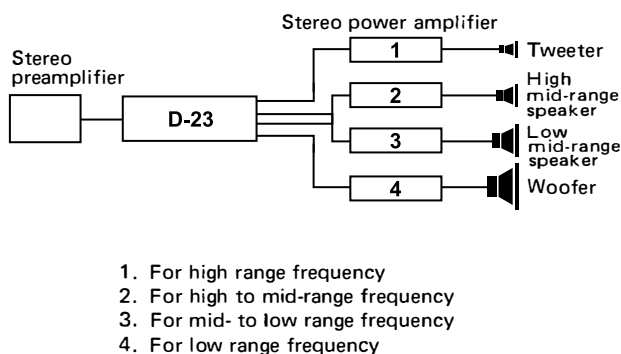 Stereo power amplifier
Stereo
preamplifier
D-23
1
Tweeter
2
High
mid-range
speaker
3
Low
mid-range
speaker
4
Woofer
1. For high range frequency
2. For high to mid-range frequency
3. For mid- to low range frequency
4. For low range frequency